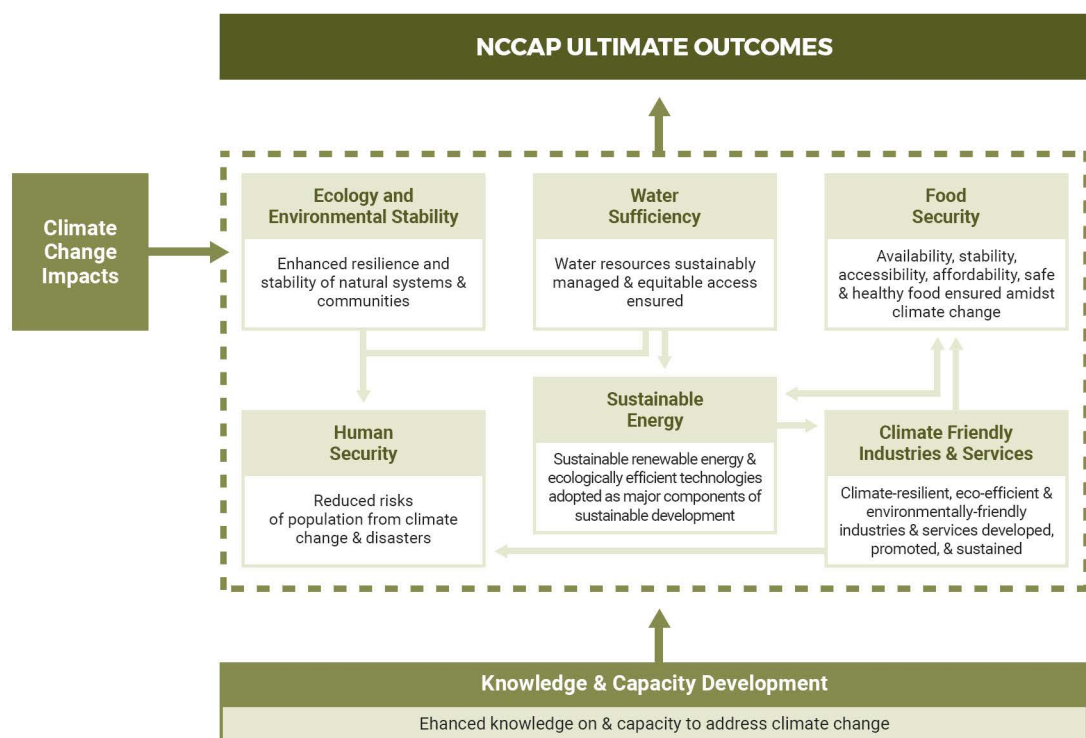 NCCAP ULTIMATE OUTCOMES
Climate
Change
Impacts
Ecology and
Environmental Stability
Enhanced resilience and
stability of natural systems &
communities
Water
Sufficiency
Water resources sustainably
managed & equitable access
ensured
Food
Security
Availability, stability,
accessibility, affordability, safe
& healthy food ensured amidst
climate change
Human
Security
Reduced risks
of population from climate
change & disasters
Sustainable
Energy
Sustainable renewable energy &
ecologically efficient technologies
adopted as major components of
sustainable development
Climate Friendly
Industries & Services
Climate-resilient, eco-efficient &
environmentally-friendly
industries & services developed,
promoted, & sustained
Knowledge & Capacity Development
Ehanced knowledge on & capacity to address climate change